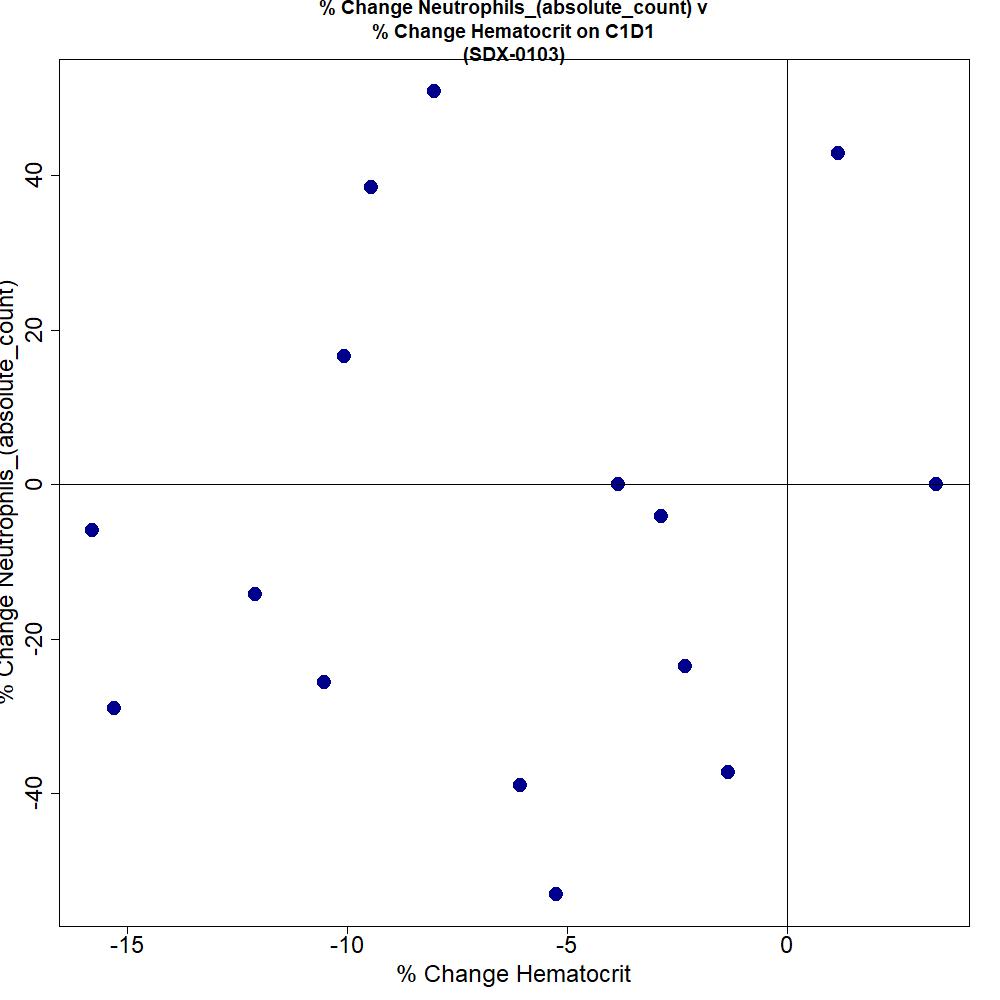 % Change Neutrophils_(absolute_count) v
% Change Hematocrit on C1D1
(SDX-0103)
% Change Neutrophils_(absolute_count)
40
20
0
-20
-40
-15
-10
-5
0
% Change Hematocrit